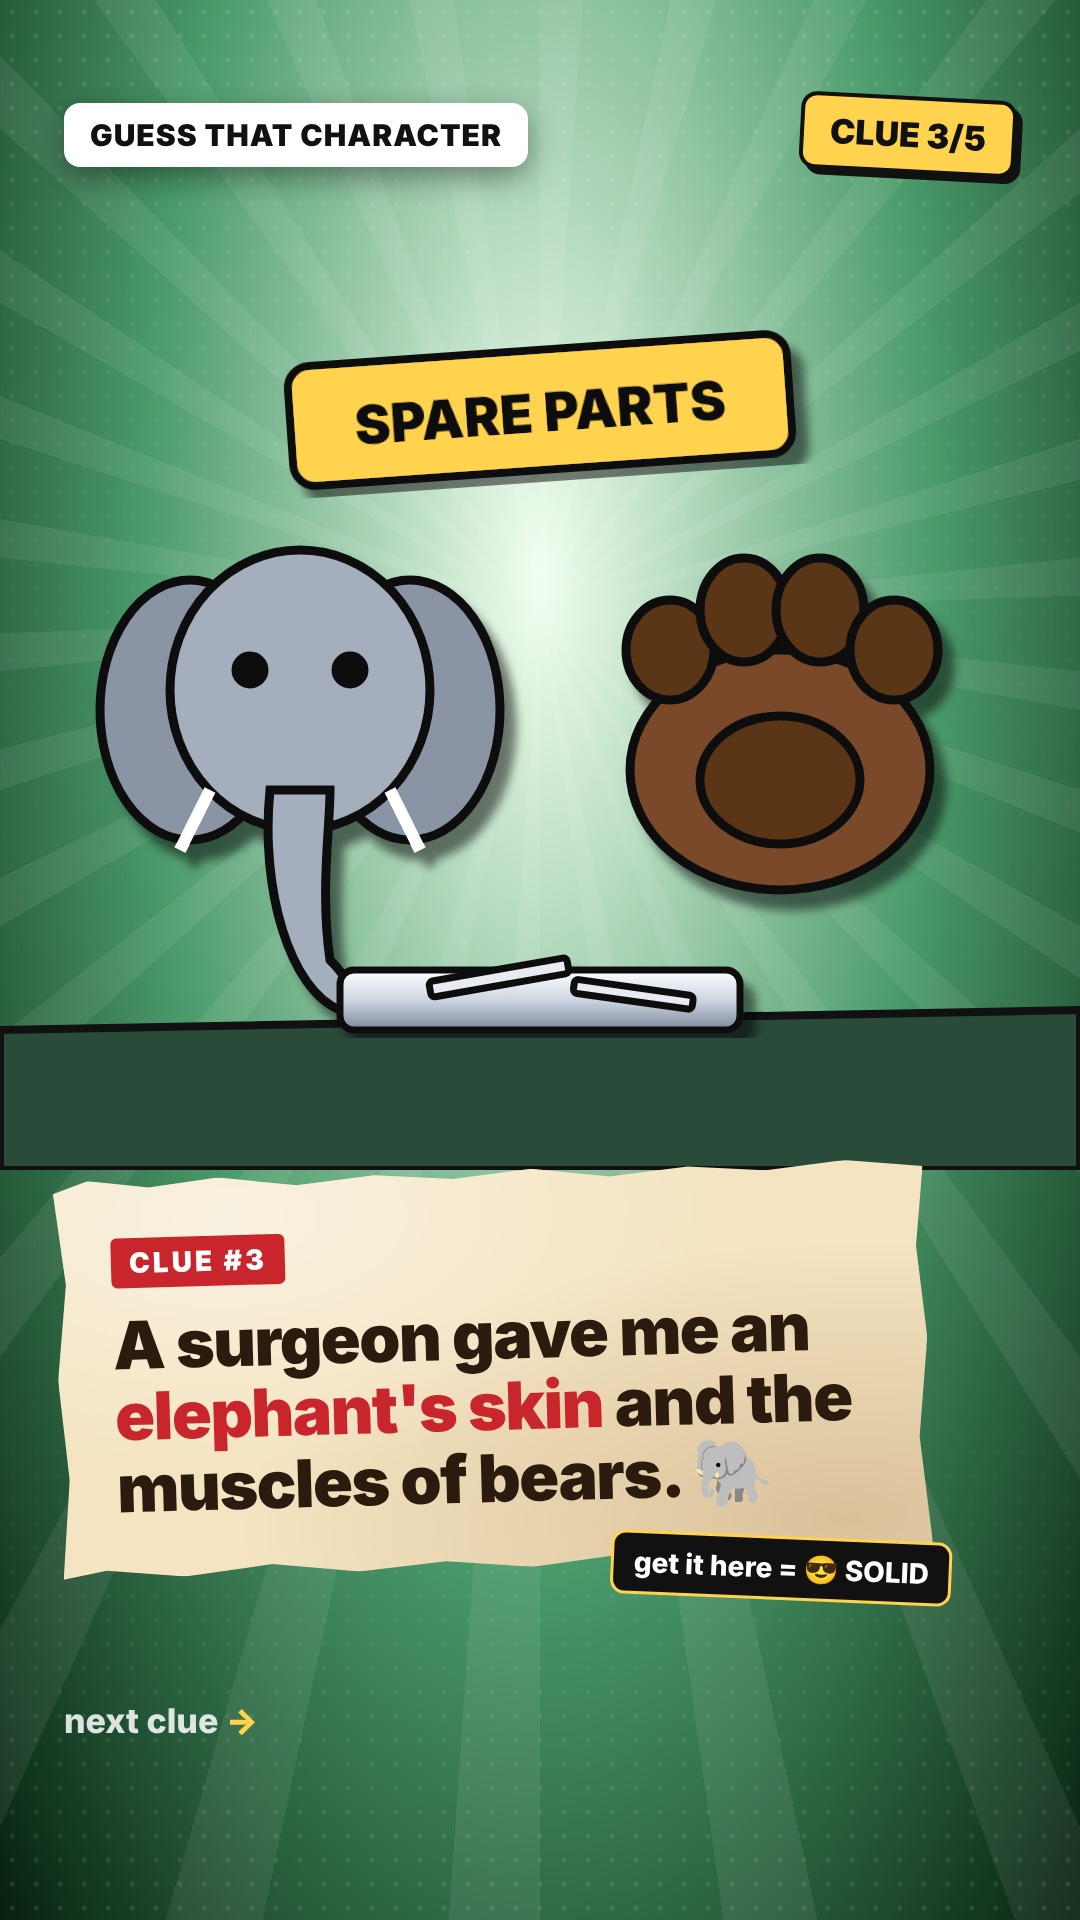 GUESS THAT CHARACTER
CLUE 3/5
SPARE PARTS
CLUE #3
A surgeon gave me an
elephant's skin and the
muscles of bears. 🐘
get it here = 😎 SOLID
next clue →